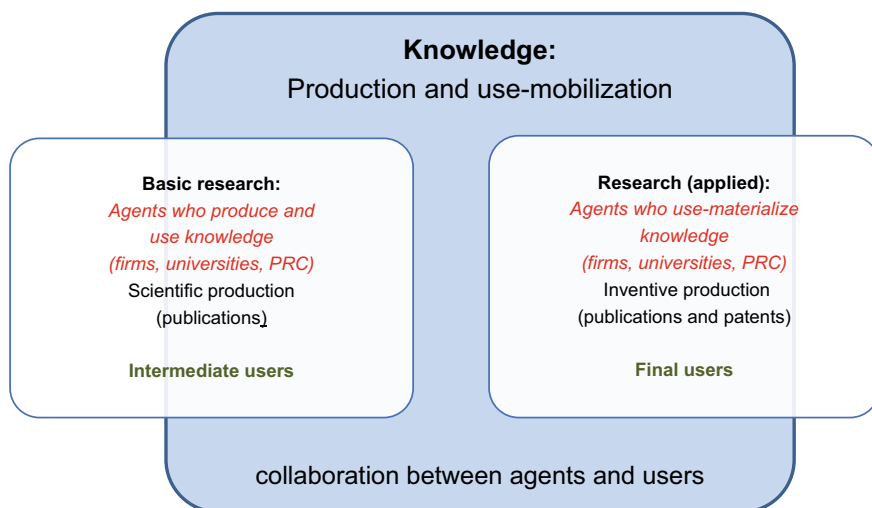 Knowledge:
Production and use-mobilization
Basic research:
Agents who produce and
use knowledge
(firms, universities, PRC)
Scientific production
(publications)
Intermediate users
Research (applied):
Agents who use-materialize
knowledge
(firms, universities, PRC)
Inventive production
(publications and patents)
Final users
collaboration between agents and users